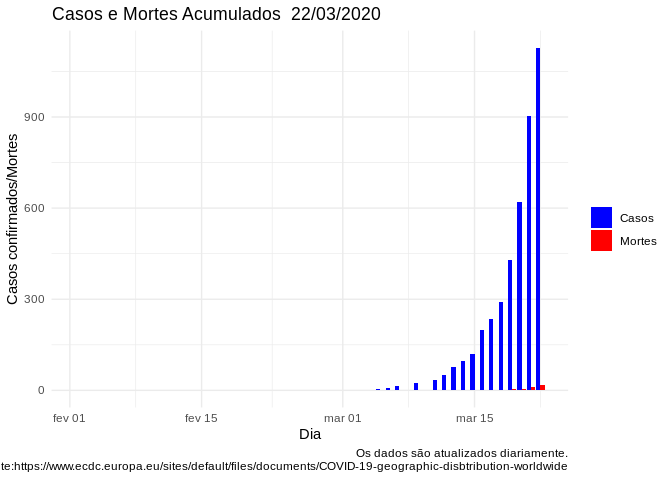 Casos e Mortes Acumulados  22/03/2020
Casos confirmados/Mortes
900
600
300
0
fev 01
fev 15
mar 01
mar 15
Dia
Casos
Mortes
Os dados são atualizados diariamente.
te:https://www.ecdc.europa.eu/sites/default/files/documents/COVID-19-geographic-disbtribution-worldwide